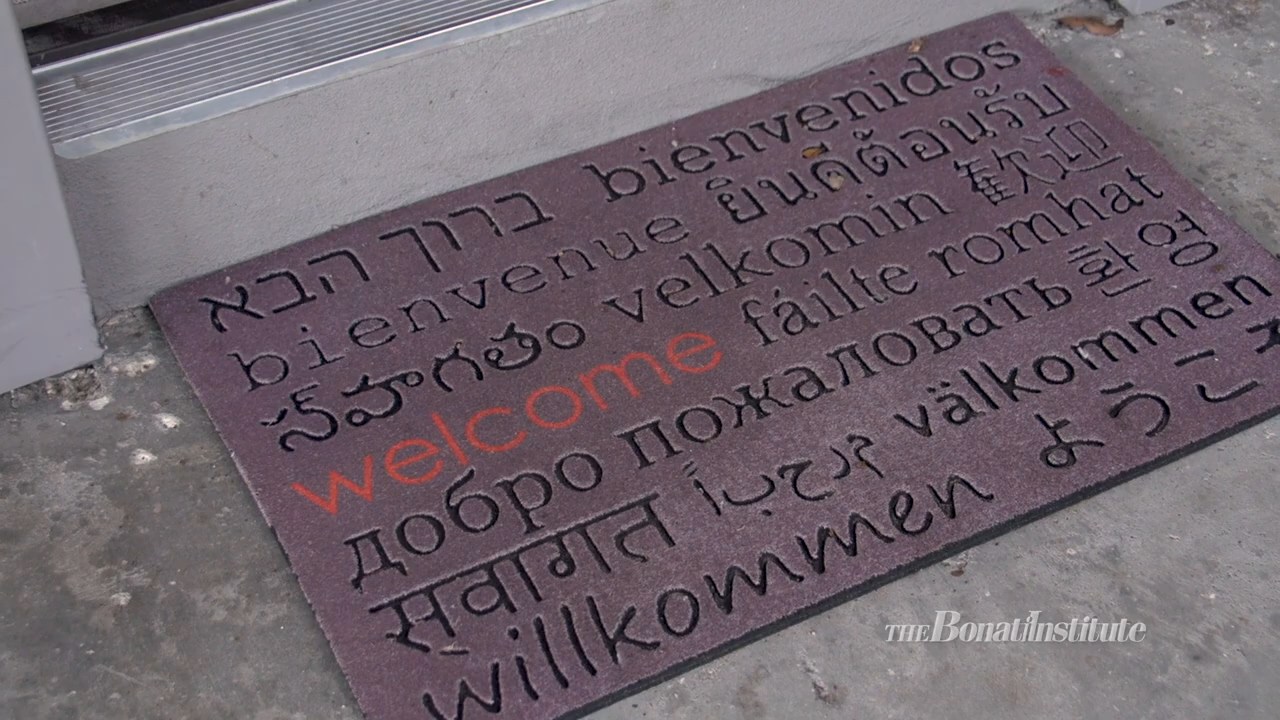 ברוך הבא bienvenidos
bienvenue ยินดีต้อนรับ
స్వాగతం velkomin 歡迎
welcome fáilte romhat
добро пожаловать 환영
सवागत välkommen
willkommen ようこ
THE Bonati Institute